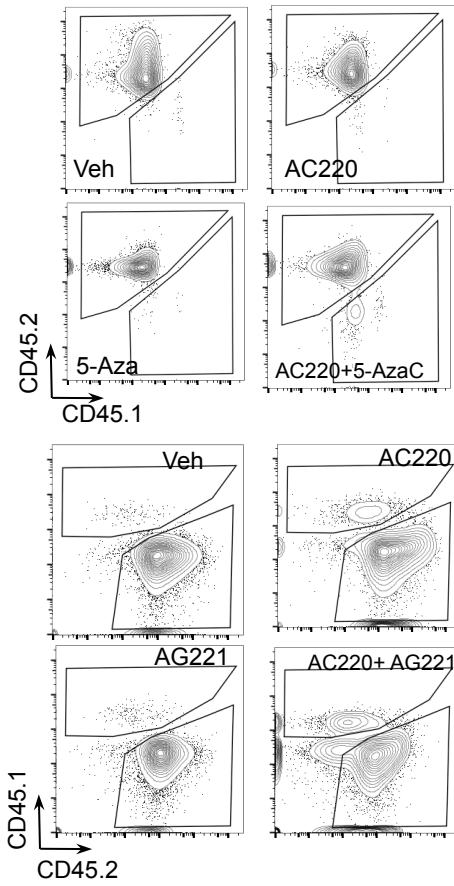 Veh
AC220
5-Aza
AC220+5-AzaC
CD45.2
CD45.1
Veh
AC220
AG221
AC220+ AG221
CD45.1
CD45.2